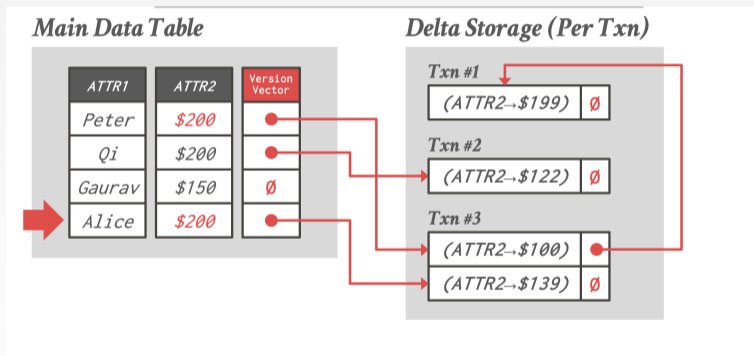 Main Data Table
Delta Storage (Per Txn)
ATTR1 ATTR2 Version Vector
Peter $200
Qi $200
Gaurav $150 Ø
Alice $200
Txn #1
(ATTR2→$199) Ø
Txn #2
(ATTR2→$122) Ø
Txn #3
(ATTR2→$100)
(ATTR2→$139) Ø